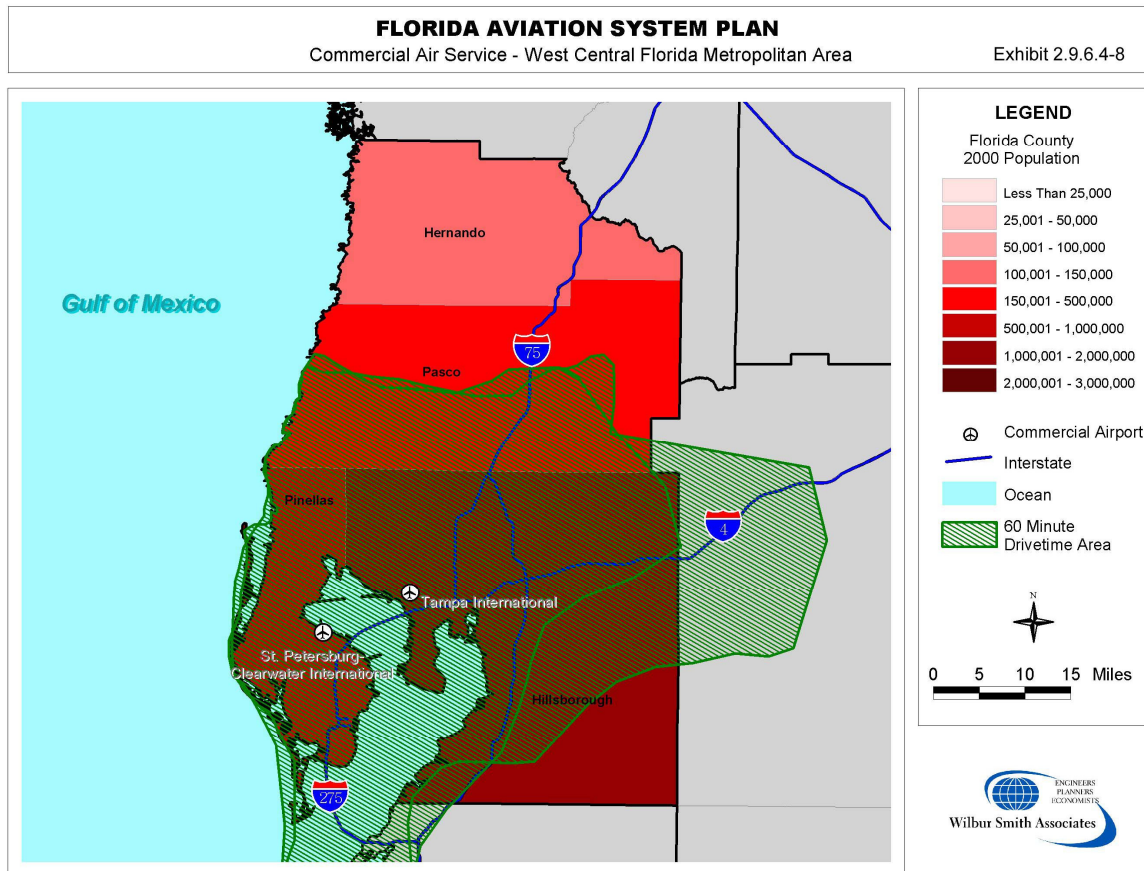 FLORIDA AVIATION SYSTEM PLAN
Commercial Air Service - West Central Florida Metropolitan Area
Exhibit 2.9.6.4-8
Hernando
Gulf of Mexico
75
Pasco
Pinellas
4
Tampa International
St. Petersburg-
Clearwater International
Hillsborough
275
LEGEND
Florida County
2000 Population
Less Than 25,000
25,001 - 50,000
50,001 - 100,000
100,001 - 150,000
150,001 - 500,000
500,001 - 1,000,000
1,000,001 - 2,000,000
2,000,001 - 3,000,000
Commercial Airport
Interstate
Ocean
60 Minute
Drivetime Area
N
0 5 10 15 Miles
ENGINEERS
PLANNERS
ECONOMISTS
Wilbur Smith Associates